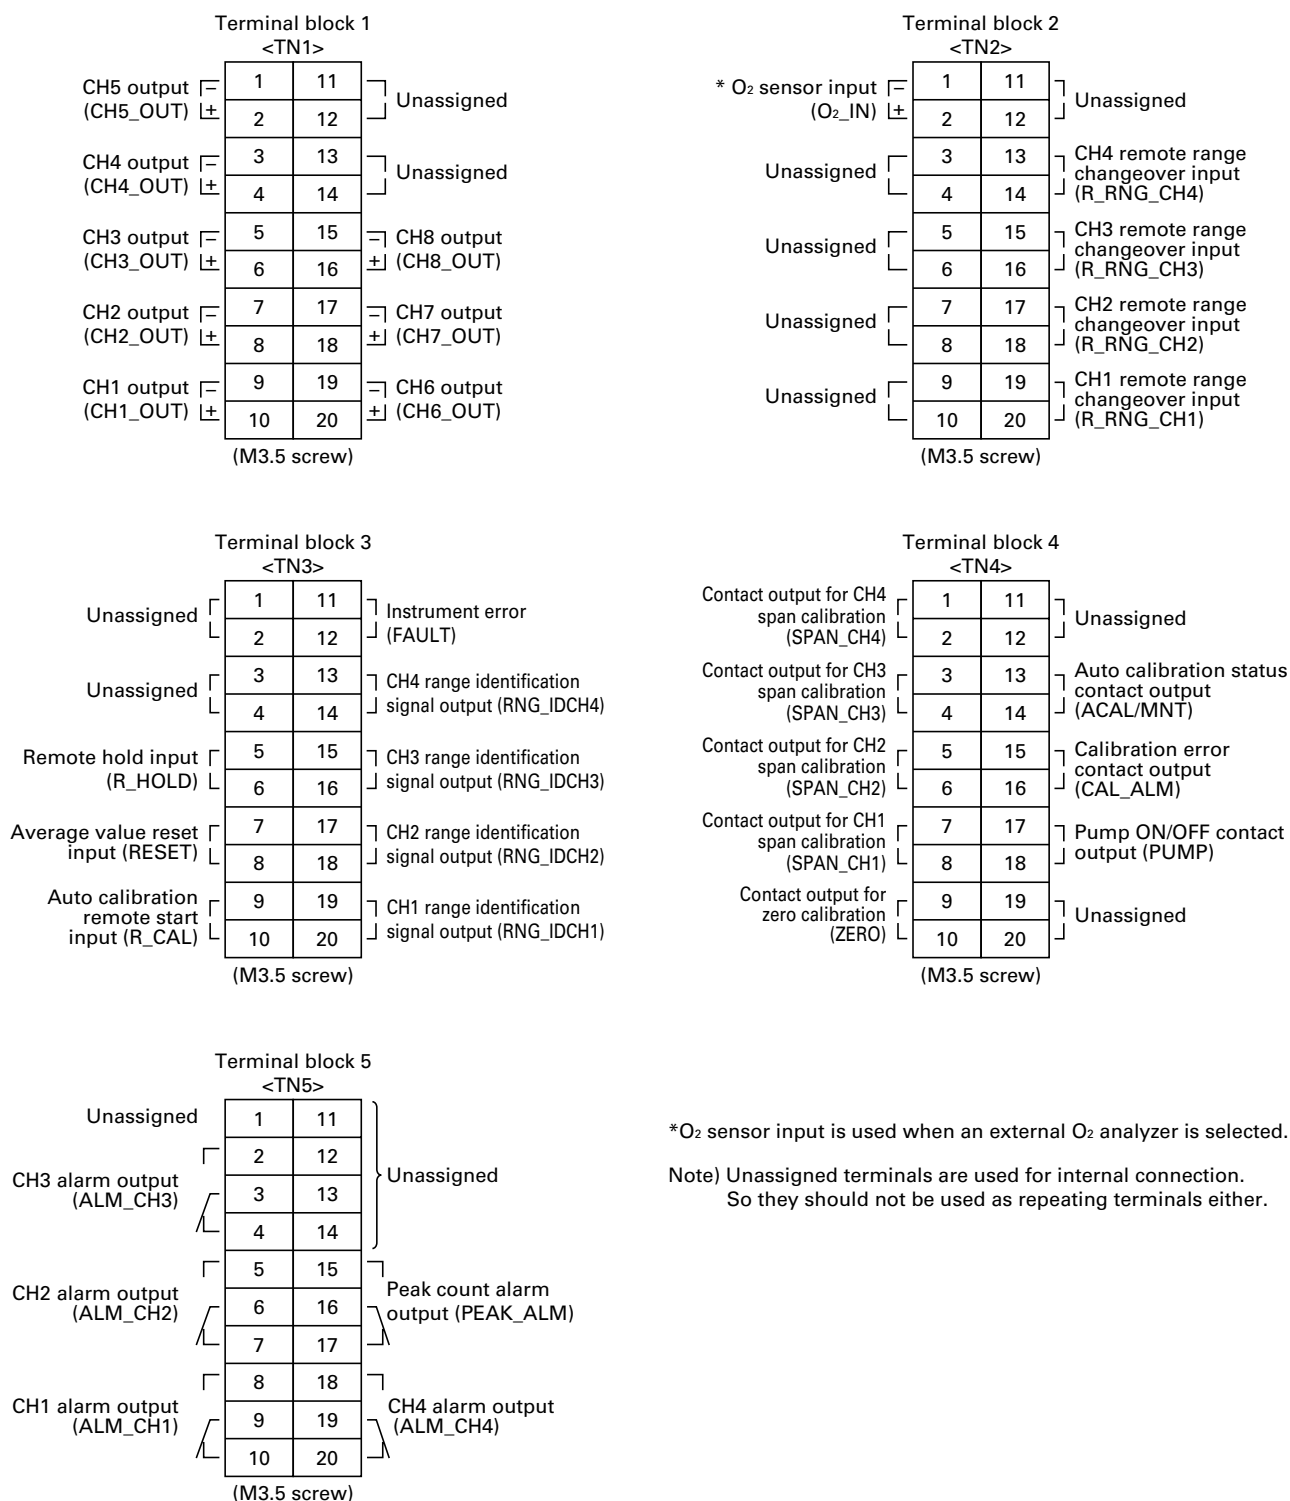 Terminal block 1
<TN1>
CH5 output
(CH5_OUT)
–
+
1 11
2 12
Unassigned
CH4 output
(CH4_OUT)
–
+
3 13
4 14
Unassigned
CH3 output
(CH3_OUT)
–
+
5 15
6 16
–
+
CH8 output
(CH8_OUT)
CH2 output
(CH2_OUT)
–
+
7 17
8 18
–
+
CH7 output
(CH7_OUT)
CH1 output
(CH1_OUT)
–
+
9 19
10 20
–
+
CH6 output
(CH6_OUT)
(M3.5 screw)
Terminal block 2
<TN2>
* O2 sensor input
(O2_IN)
–
+
1 11
2 12
Unassigned
Unassigned
3 13
4 14
CH4 remote range
changeover input
(R_RNG_CH4)
Unassigned
5 15
6 16
CH3 remote range
changeover input
(R_RNG_CH3)
Unassigned
7 17
8 18
CH2 remote range
changeover input
(R_RNG_CH2)
Unassigned
9 19
10 20
CH1 remote range
changeover input
(R_RNG_CH1)
(M3.5 screw)
Terminal block 3
<TN3>
Unassigned
1 11
2 12
Instrument error
(FAULT)
Unassigned
3 13
4 14
CH4 range identification
signal output (RNG_IDCH4)
Remote hold input
(R_HOLD)
5 15
6 16
CH3 range identification
signal output (RNG_IDCH3)
Average value reset
input (RESET)
7 17
8 18
CH2 range identification
signal output (RNG_IDCH2)
Auto calibration
remote start
input (R_CAL)
9 19
10 20
CH1 range identification
signal output (RNG_IDCH1)
(M3.5 screw)
Terminal block 4
<TN4>
Contact output for CH4
span calibration
(SPAN_CH4)
1 11
2 12
Unassigned
Contact output for CH3
span calibration
(SPAN_CH3)
3 13
4 14
Auto calibration status
contact output
(ACAL/MNT)
Contact output for CH2
span calibration
(SPAN_CH2)
5 15
6 16
Calibration error
contact output
(CAL_ALM)
Contact output for CH1
span calibration
(SPAN_CH1)
7 17
8 18
Pump ON/OFF contact
output (PUMP)
Contact output for
zero calibration
(ZERO)
9 19
10 20
Unassigned
(M3.5 screw)
Terminal block 5
<TN5>
Unassigned
1 11
2 12
CH3 alarm output
(ALM_CH3)
3 13
4 14
Unassigned
CH2 alarm output
(ALM_CH2)
5 15
6 16
7 17
Peak count alarm
output (PEAK_ALM)
CH1 alarm output
(ALM_CH1)
8 18
9 19
10 20
CH4 alarm output
(ALM_CH4)
(M3.5 screw)
*O2 sensor input is used when an external O2 analyzer is selected.
Note) Unassigned terminals are used for internal connection.
So they should not be used as repeating terminals either.